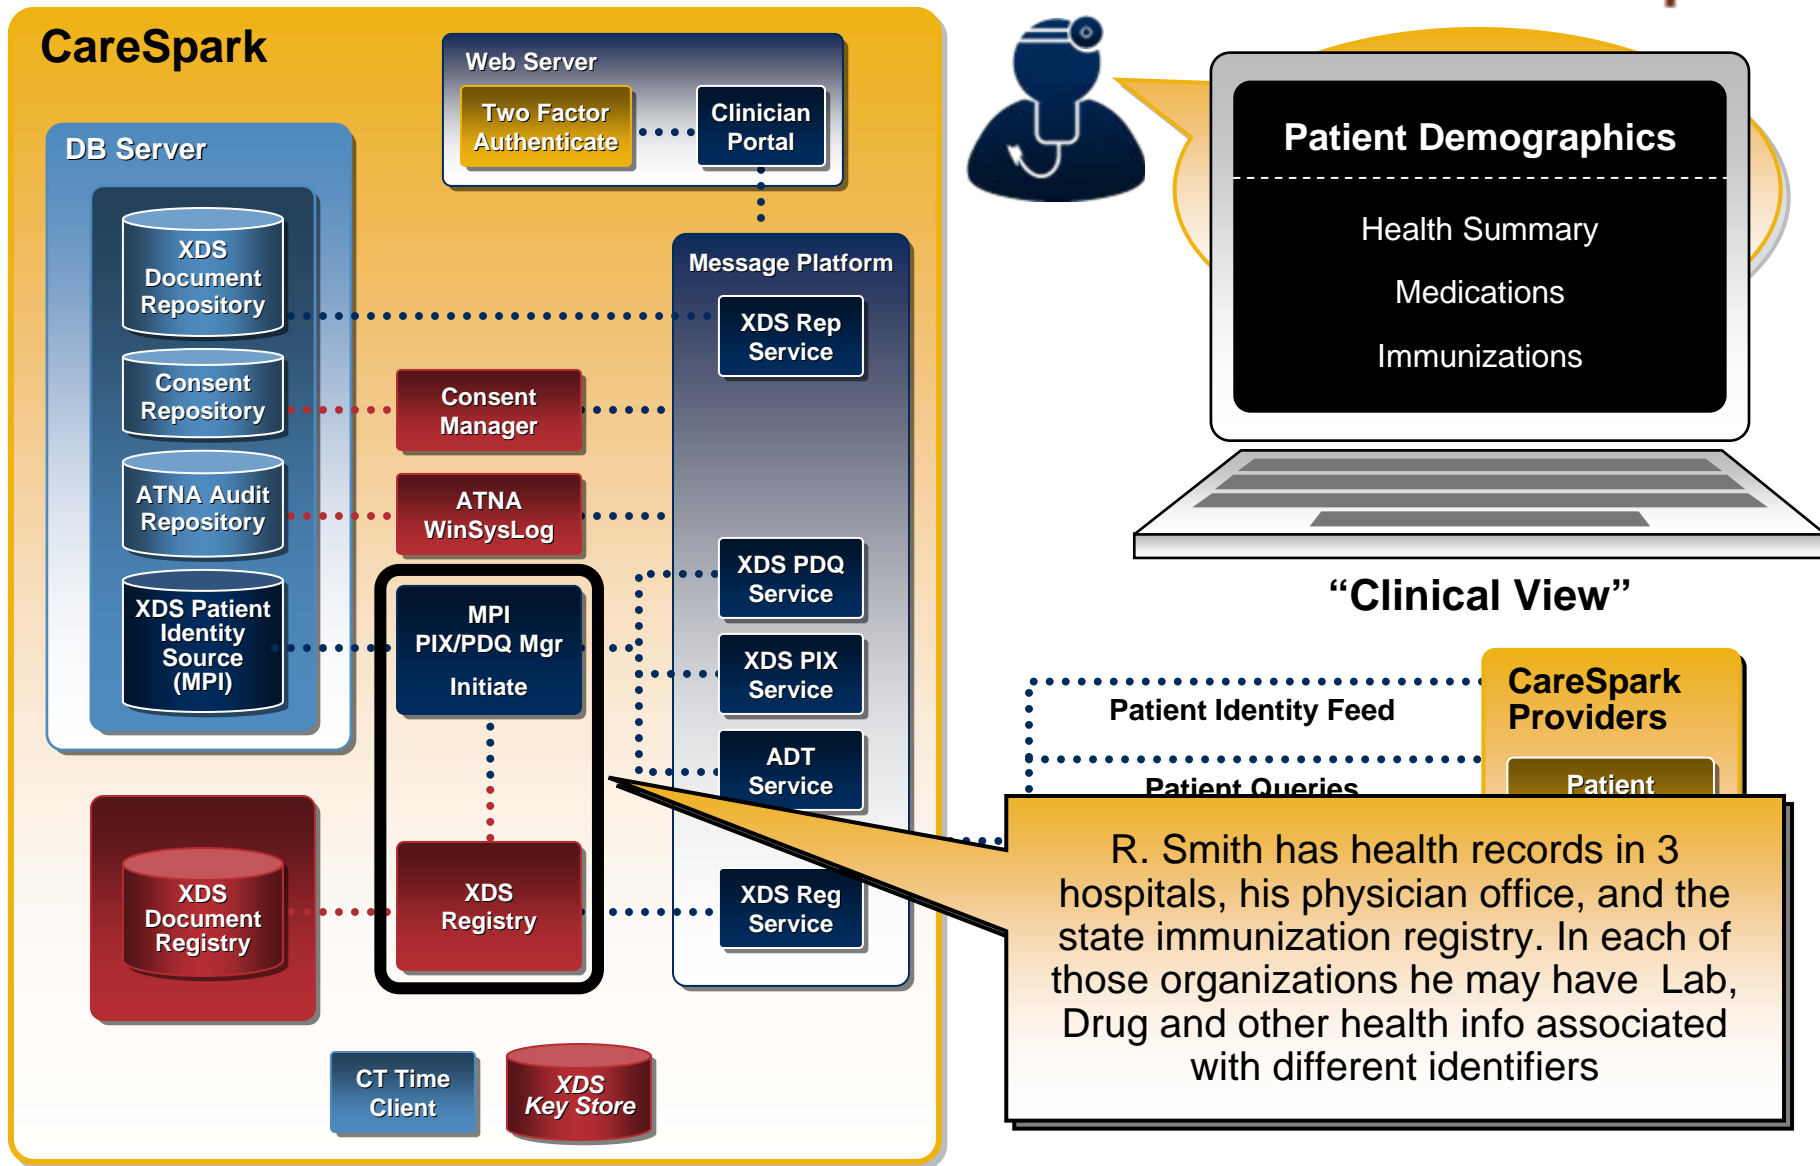 CareSpark
Web Server
Two Factor
Authenticate
Clinician
Portal
DB Server
XDS
Document
Repository
Consent
Repository
ATNA Audit
Repository
XDS Patient
Identity
Source
(MPI)
Consent
Manager
ATNA
WinSysLog
MPI
PIX/PDQ Mgr
Initiate
XDS
Registry
XDS
Document
Registry
CT Time
Client
XDS
Key Store
Message Platform
XDS Rep
Service
XDS PDQ
Service
XDS PIX
Service
ADT
Service
XDS Reg
Service
Patient Demographics
Health Summary
Medications
Immunizations
“Clinical View”
Patient Identity Feed
Patient Queries
CareSpark
Providers
Patient
R. Smith has health records in 3
hospitals, his physician office, and the
state immunization registry. In each of
those organizations he may have  Lab,
Drug and other health info associated
with different identifiers